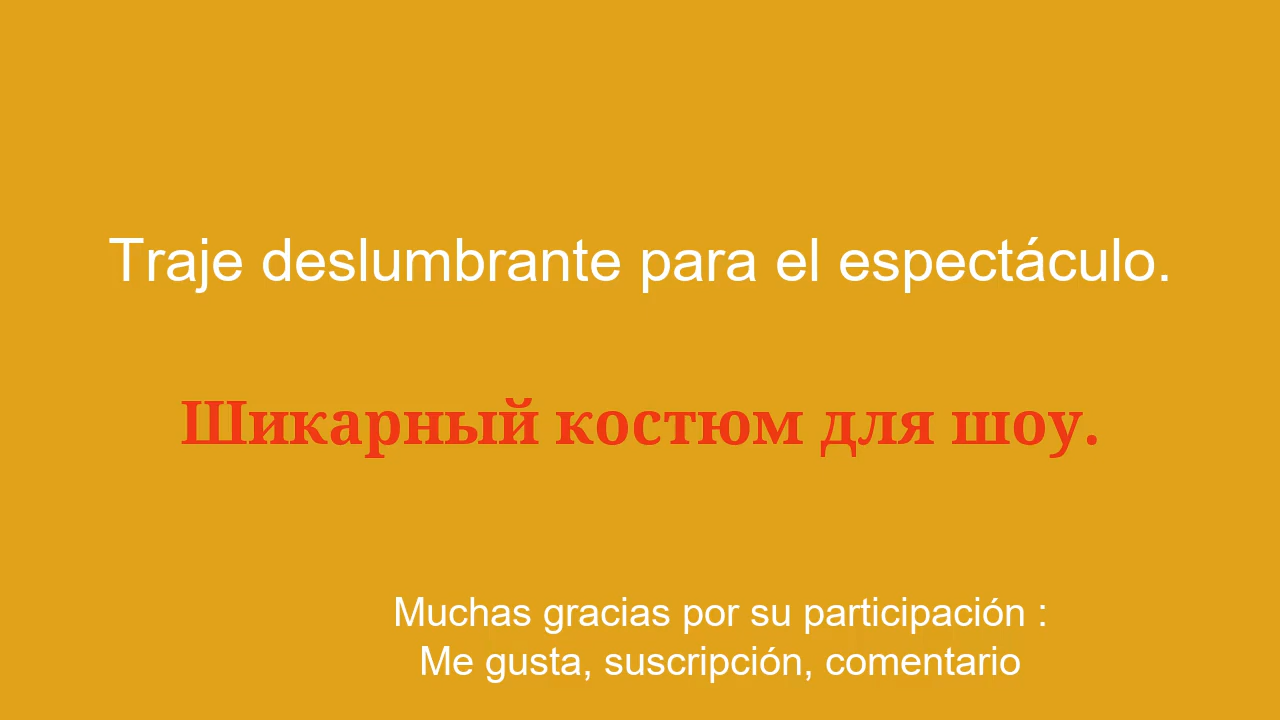 Traje deslumbrante para el espectáculo.
Шикарный костюм для шоу.
Muchas gracias por su participación :
Me gusta, suscripción, comentario